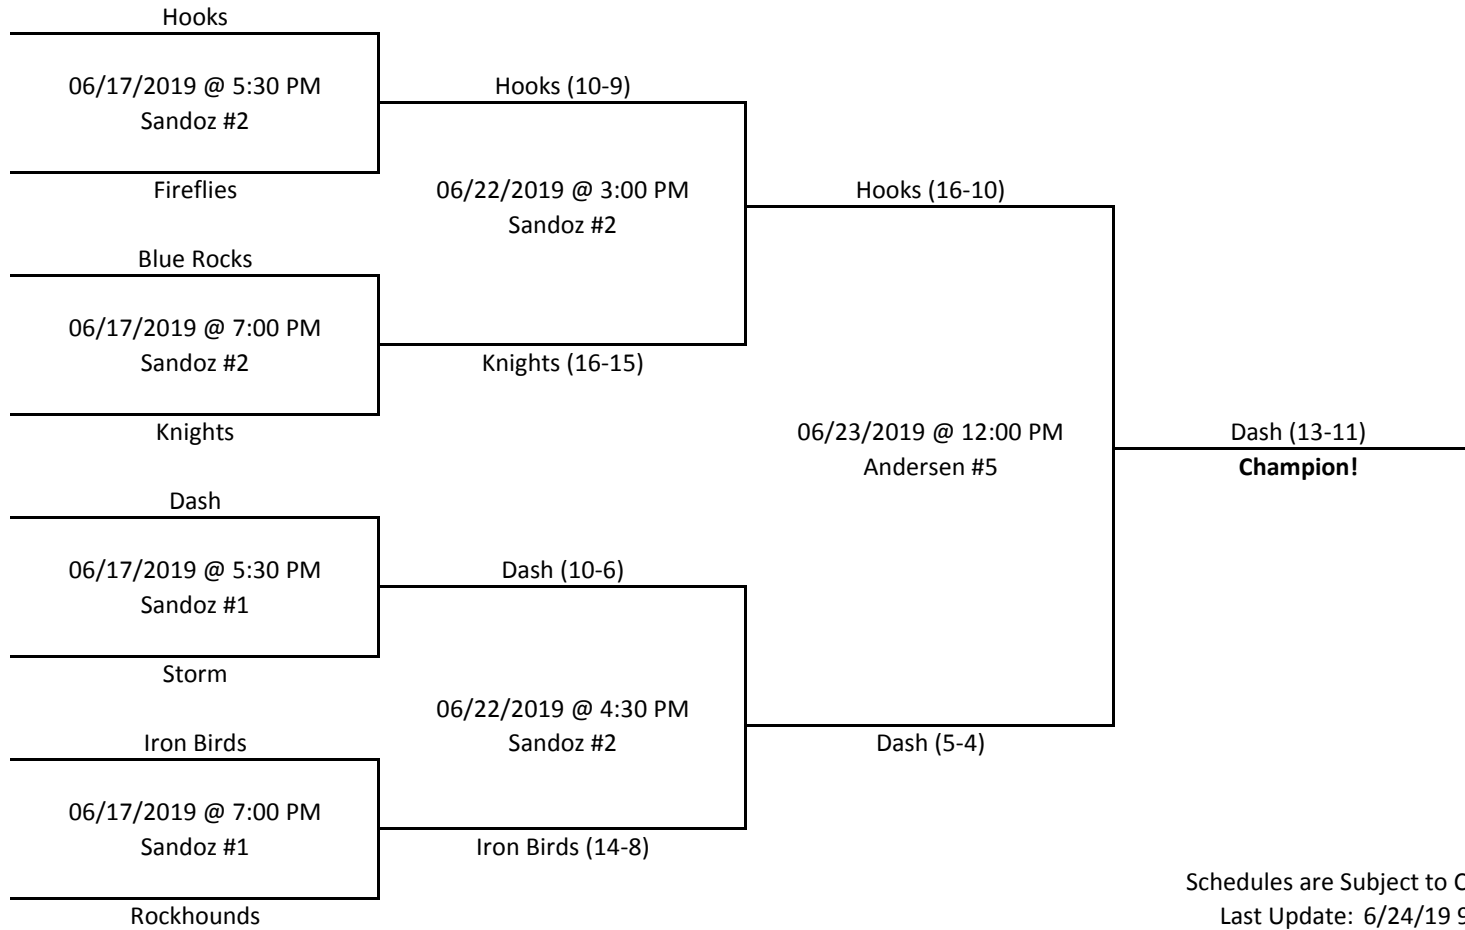 Hooks
06/17/2019 @ 5:30 PM
Sandoz #2
Fireflies
Blue Rocks
06/17/2019 @ 7:00 PM
Sandoz #2
Knights
Dash
06/17/2019 @ 5:30 PM
Sandoz #1
Storm
Iron Birds
06/17/2019 @ 7:00 PM
Sandoz #1
Rockhounds
Hooks (10-9)
06/22/2019 @ 3:00 PM
Sandoz #2
Knights (16-15)
Dash (10-6)
06/22/2019 @ 4:30 PM
Sandoz #2
Iron Birds (14-8)
Hooks (16-10)
06/23/2019 @ 12:00 PM
Andersen #5
Dash (5-4)
Dash (13-11)
Champion!
Schedules are Subject to
Last Update: 6/24/19